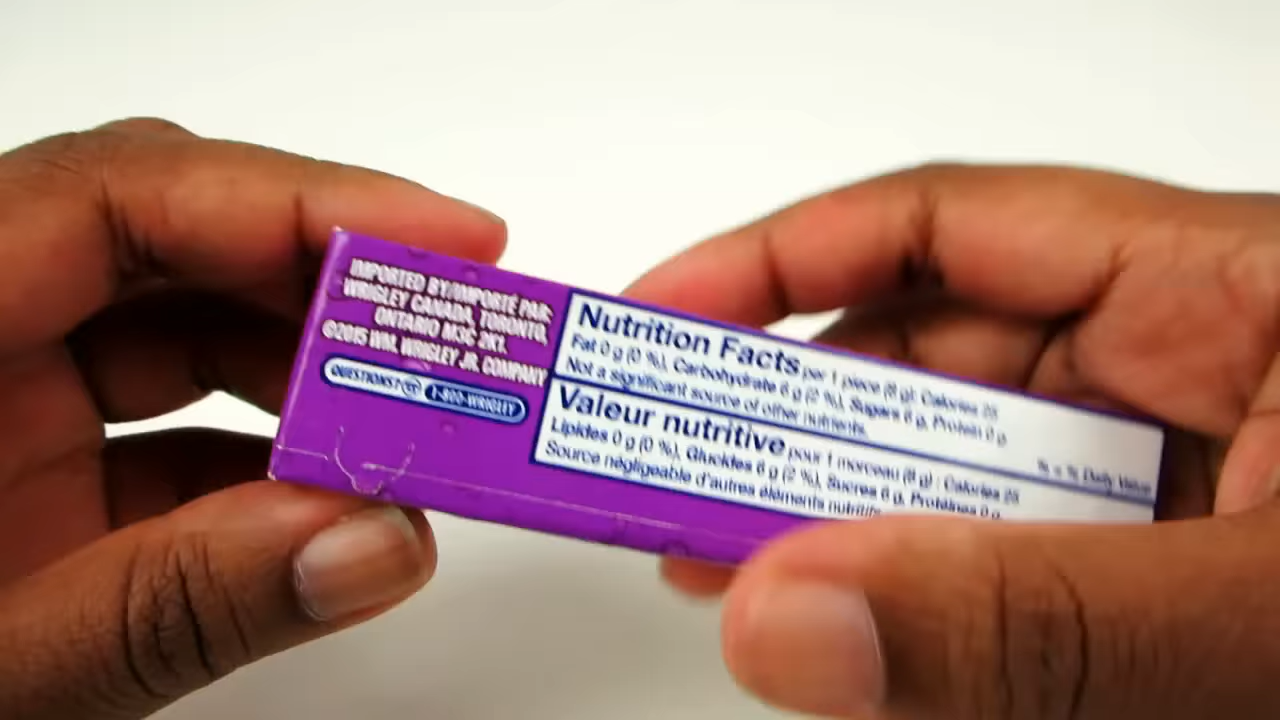 IMPORTED BY/IMPORTÉ PAR:
WRIGLEY CANADA, TORONTO,
ONTARIO M3C 2K1.
©2015 WM. WRIGLEY JR. COMPANY
QUESTIONS? 1-800-WRIGLEY
Nutrition Facts per 1 piece (8 g): Calories 25
Fat 0 g (0 %), Carbohydrate 6 g (2 %), Sugars 6 g, Protein 0 g
Not a significant source of other nutrients.
% = % Daily Value
Valeur nutritive pour 1 morceau (8 g) : Calories 25
Lipides 0 g (0 %), Glucides 6 g (2 %), Sucres 6 g, Protéines 0 g
Source négligeable d'autres éléments nutritifs